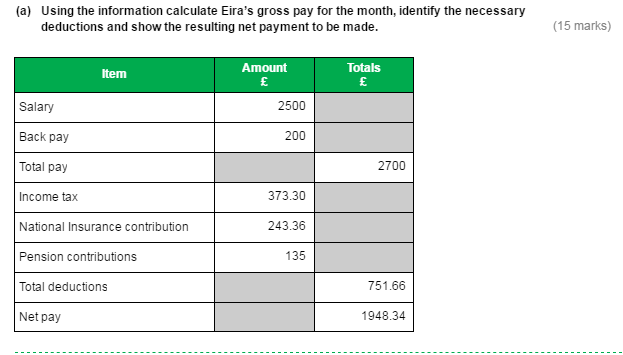 (a) Using the information calculate Eira's gross pay for the month, identify the necessary
deductions and show the resulting net payment to be made. (15 marks)
Item Amount £ Totals £
Salary 2500
Back pay 200
Total pay 2700
Income tax 373.30
National Insurance contribution 243.36
Pension contributions 135
Total deductions 751.66
Net pay 1948.34